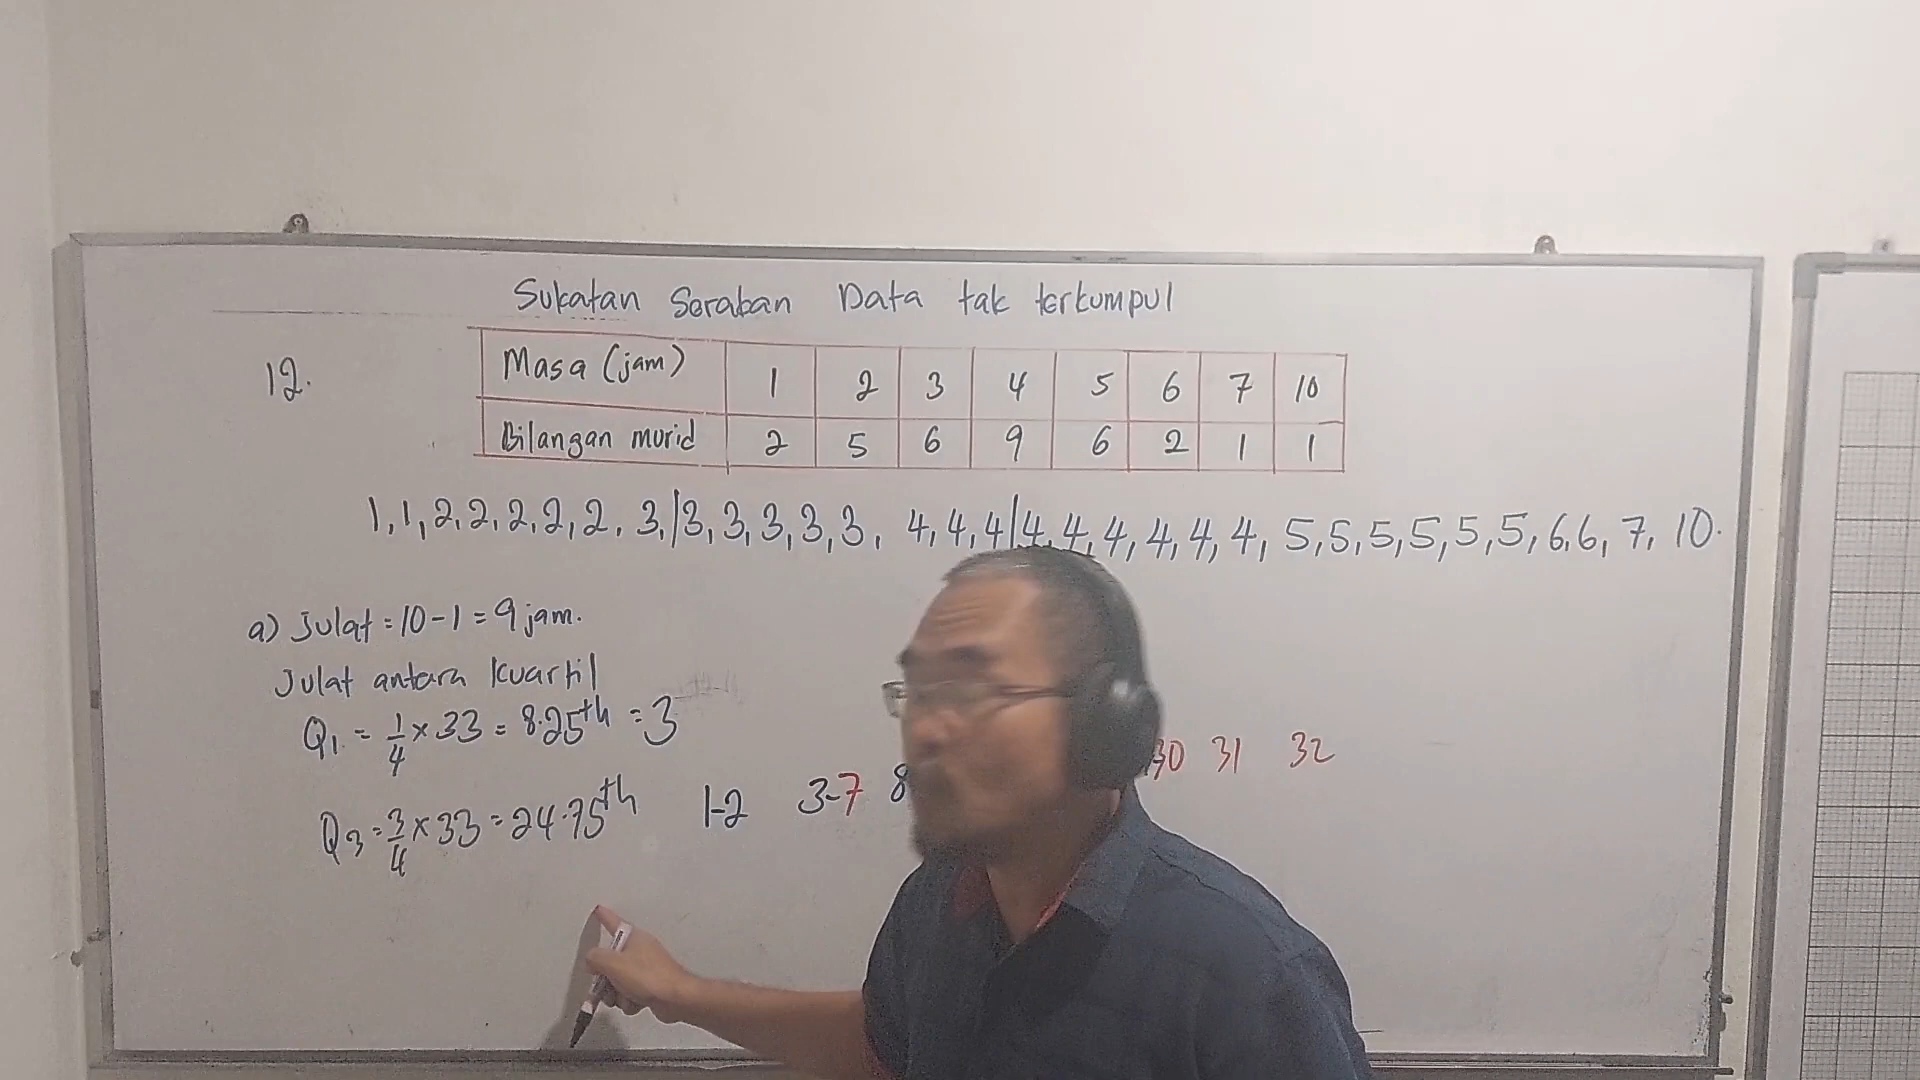 Sukatan Serakan Data tak terkumpul
12.
Masa (jam) 1 2 3 4 5 6 7 10
Bilangan murid 2 5 6 9 6 2 1 1
1,1,2,2,2,2,2,3,|3,3,3,3,3, 4,4,4|4,4,4,4,4,4, 5,5,5,5,5,5,6,6,7,10.
a) Julat = 10-1 = 9 jam.
Julat antara kuartil
Q1. = 1/4 × 33 = 8.25th = 3
Q3 = 3/4 × 33 = 24.75th
1-2 3-7 8 30 31 32